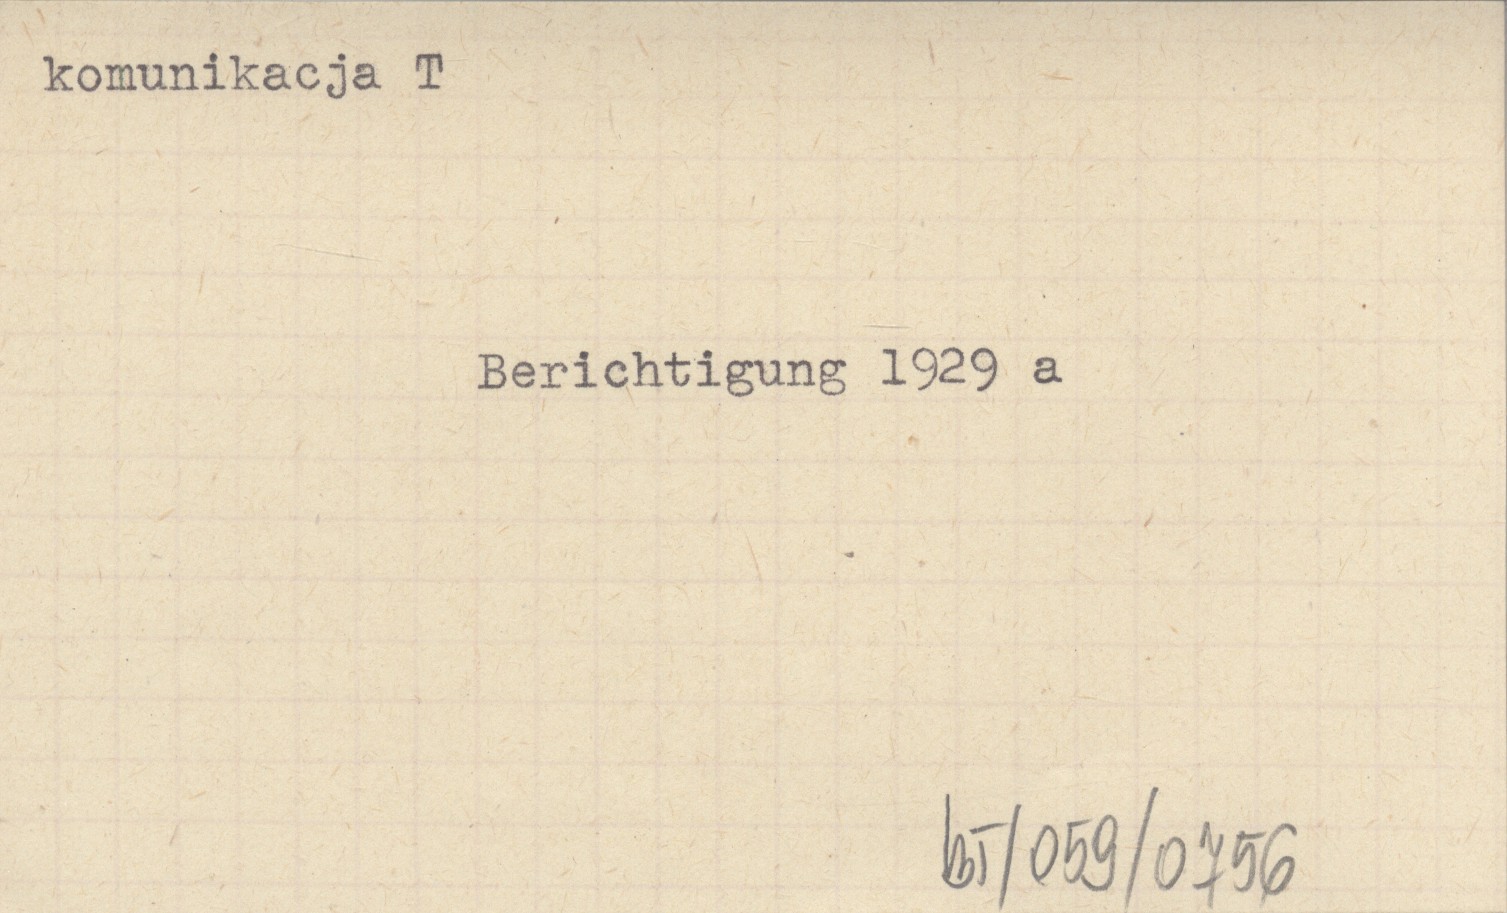 komunikacja T
Berichtigung 1929 a
bT/059/0756